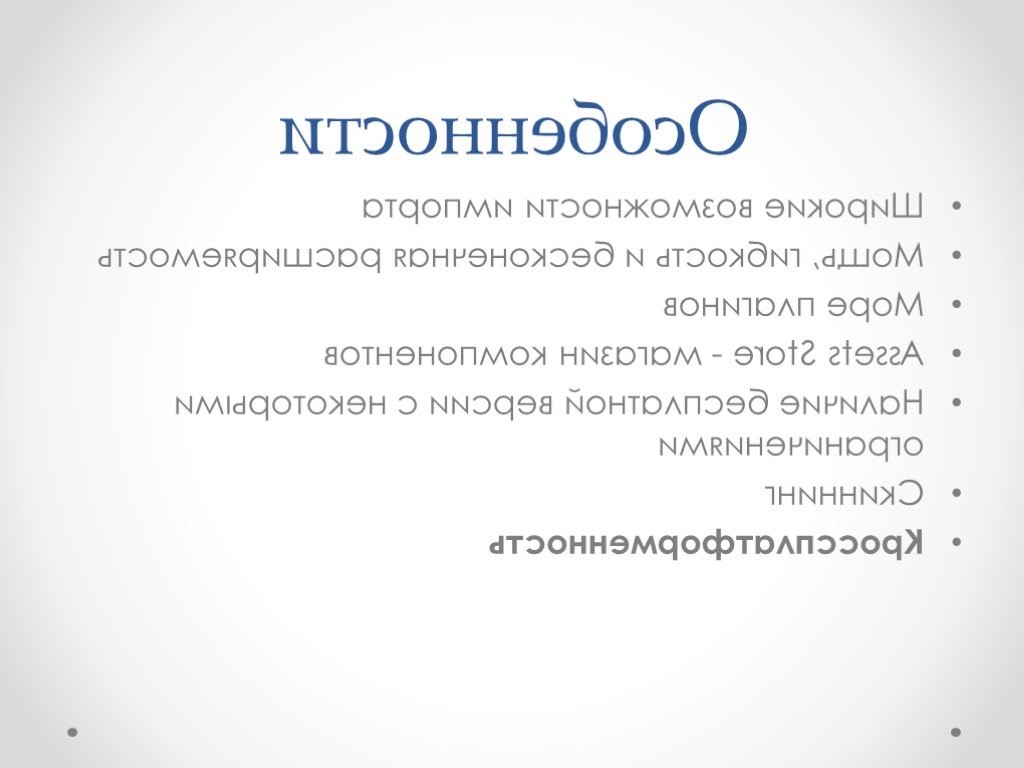 Особенности
• Широкие возможности импорта
• Мощь, гибкость и бесконечная расширяемость
• Море плагинов
• Assets Store - магазин компонентов
• Наличие бесплатной версии с некоторыми
ограничениями
• Скиннинг
• Кроссплатформенность